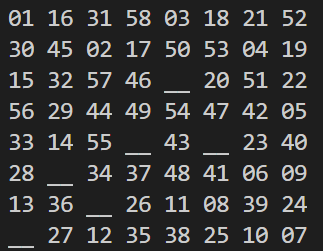 01 16 31 58 03 18 21 52
30 45 02 17 50 53 04 19
15 32 57 46 __ 20 51 22
56 29 44 49 54 47 42 05
33 14 55 __ 43 __ 23 40
28 __ 34 37 48 41 06 09
13 36 __ 26 11 08 39 24
__ 27 12 35 38 25 10 07